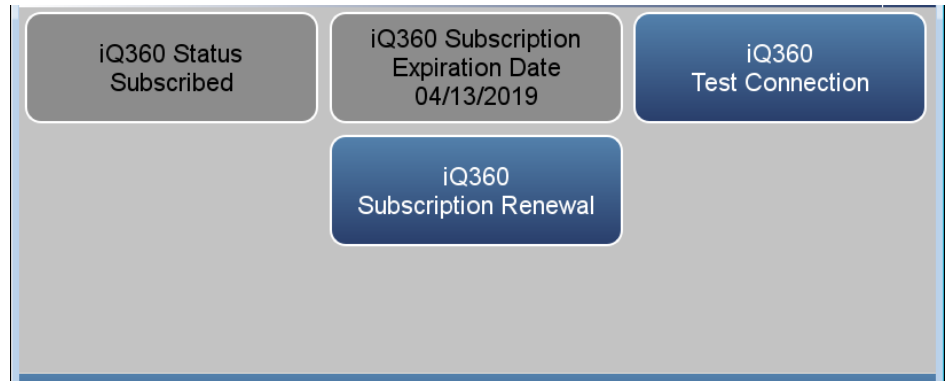 iQ360 Status
Subscribed
iQ360 Subscription
Expiration Date
04/13/2019
iQ360
Test Connection
iQ360
Subscription Renewal